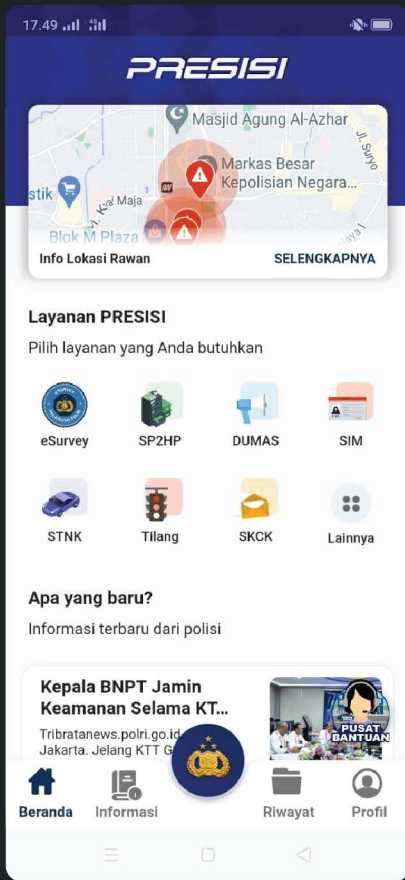 17.49
PRESISI
Masjid Agung Al-Azhar
Jl. Suryo
Markas Besar
Kepolisian Negara...
stik
Maja
Blok M Plaza
Info Lokasi Rawan
SELENGKAPNYA
Layanan PRESISI
Pilih layanan yang Anda butuhkan
eSurvey
SP2HP
DUMAS
SIM
STNK
Tilang
SKCK
Lainnya
Apa yang baru?
Informasi terbaru dari polisi
Kepala BNPT Jamin
Keamanan Selama KT...
Tribratanews.polri.go.id
Jakarta. Jelang KTT G
PUSAT
BANTUAN
Beranda
Informasi
Riwayat
Profil